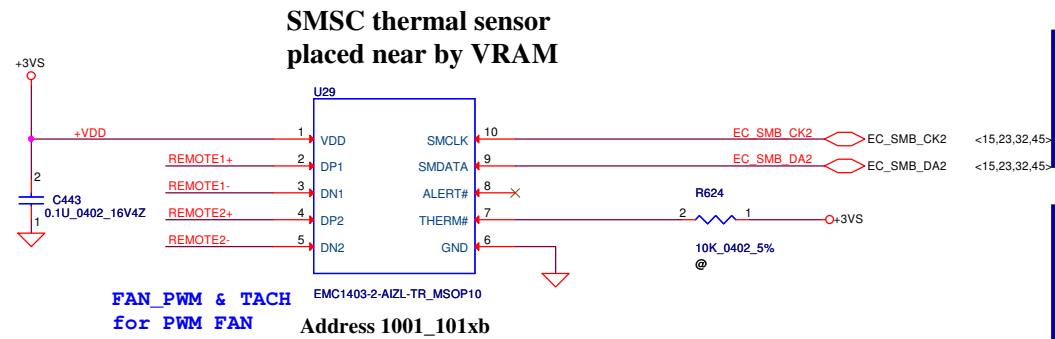 SMSC thermal sensor
placed near by VRAM
+3VS
U29
+VDD
1
VDD
SMCLK
10
EC_SMB_CK2
EC_SMB_CK2
<15,23,32,45>
REMOTE1+
2
DP1
SMDATA
9
EC_SMB_DA2
EC_SMB_DA2
<15,23,32,45>
REMOTE1-
3
DN1
ALERT#
8
2
C443
0.1U_0402_16V4Z
1
R624
REMOTE2+
4
DP2
THERM#
7
2
1
+3VS
REMOTE2-
5
DN2
GND
6
10K_0402_5%
@
EMC1403-2-AIZL-TR_MSOP10
FAN_PWM & TACH
for PWM FAN
Address 1001_101xb